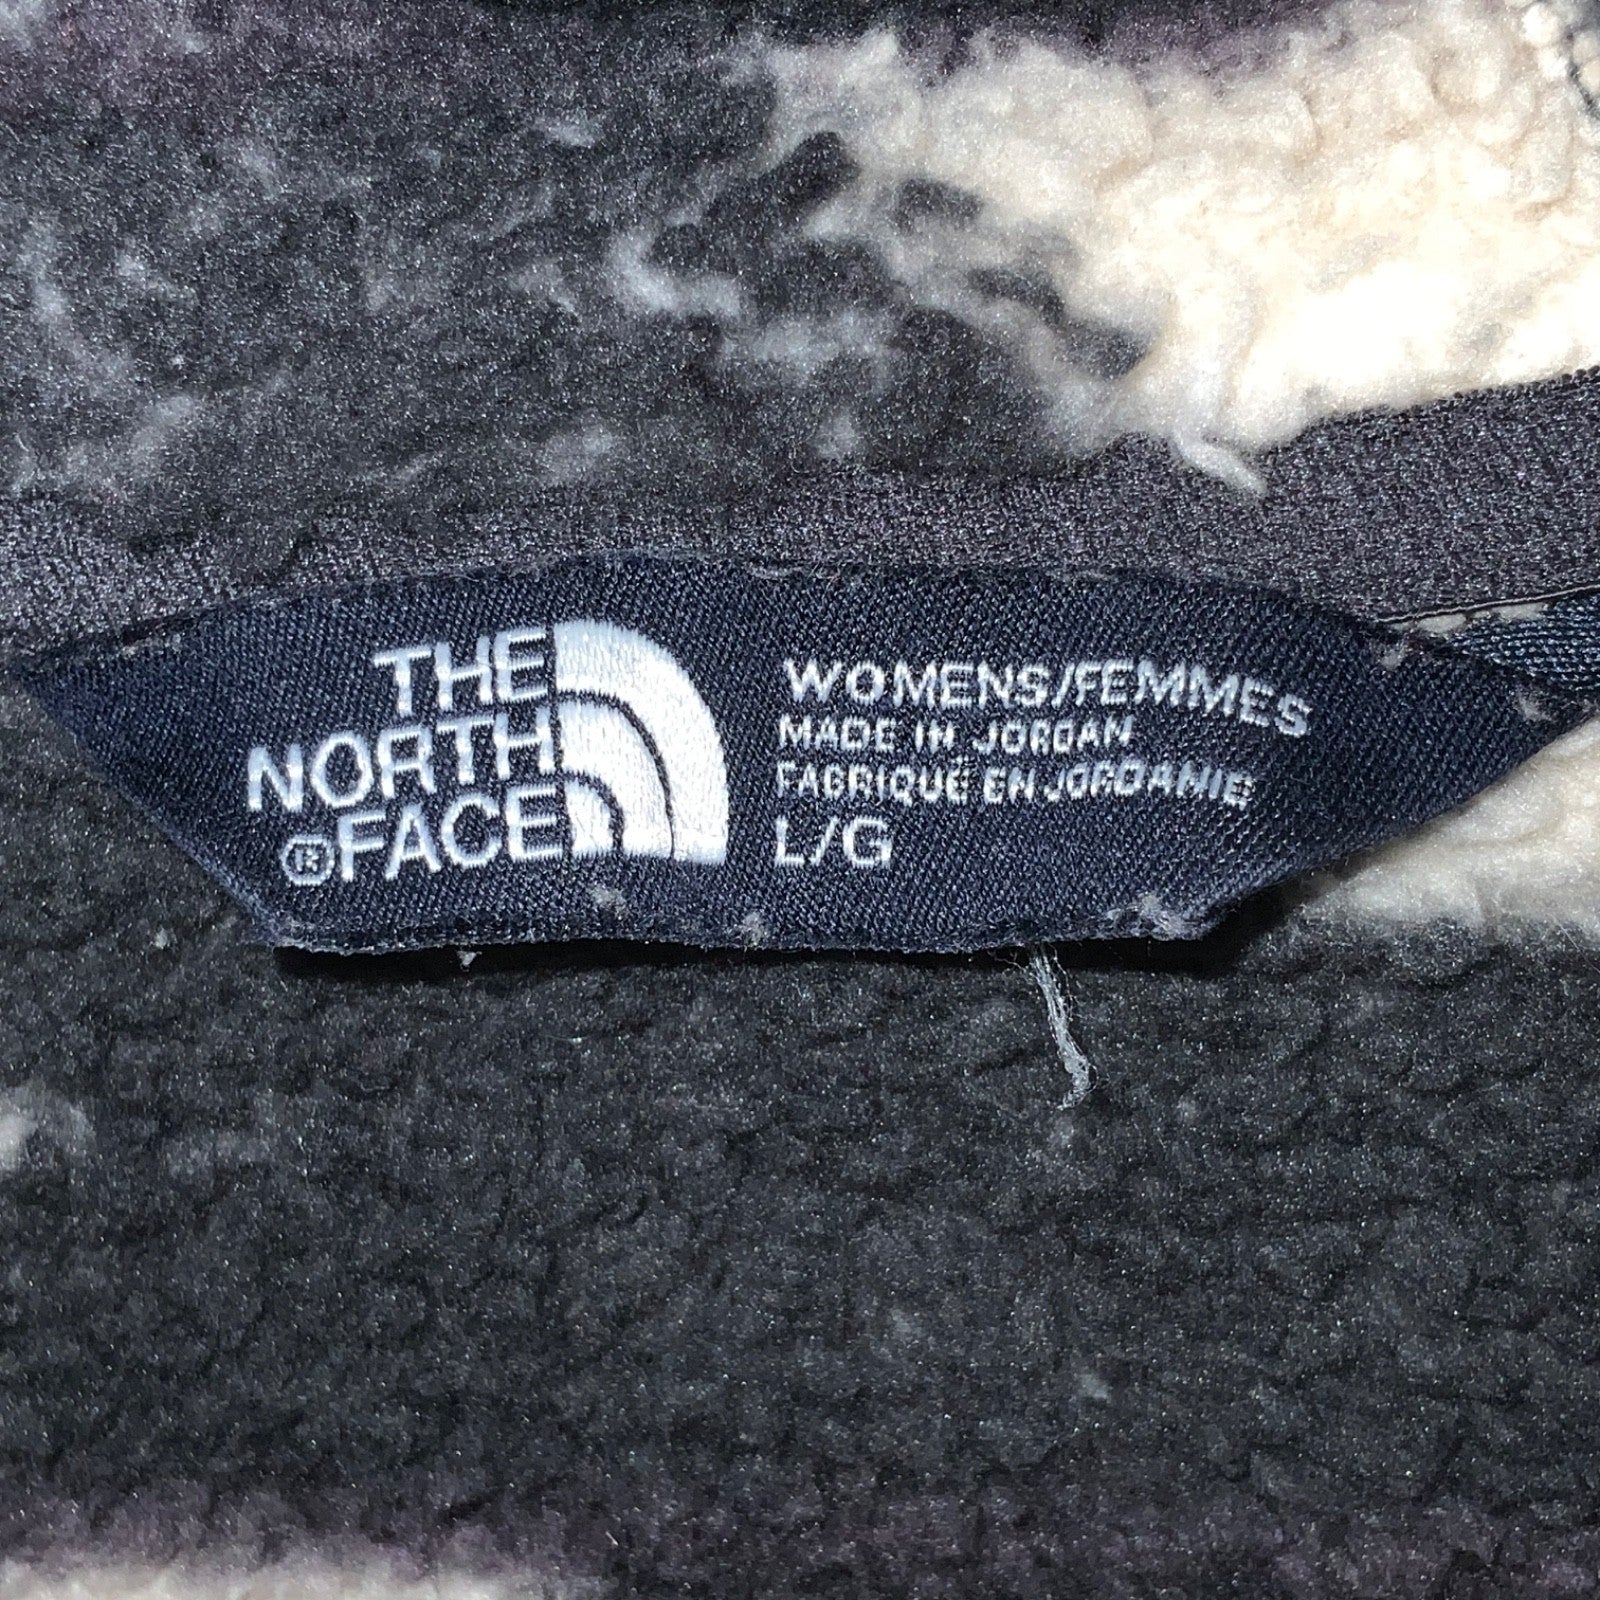 THE
NORTH
®FACE
WOMENS/FEMMES
MADE IN JORDAN
FABRIQUÉ EN JORDANIE
L/G